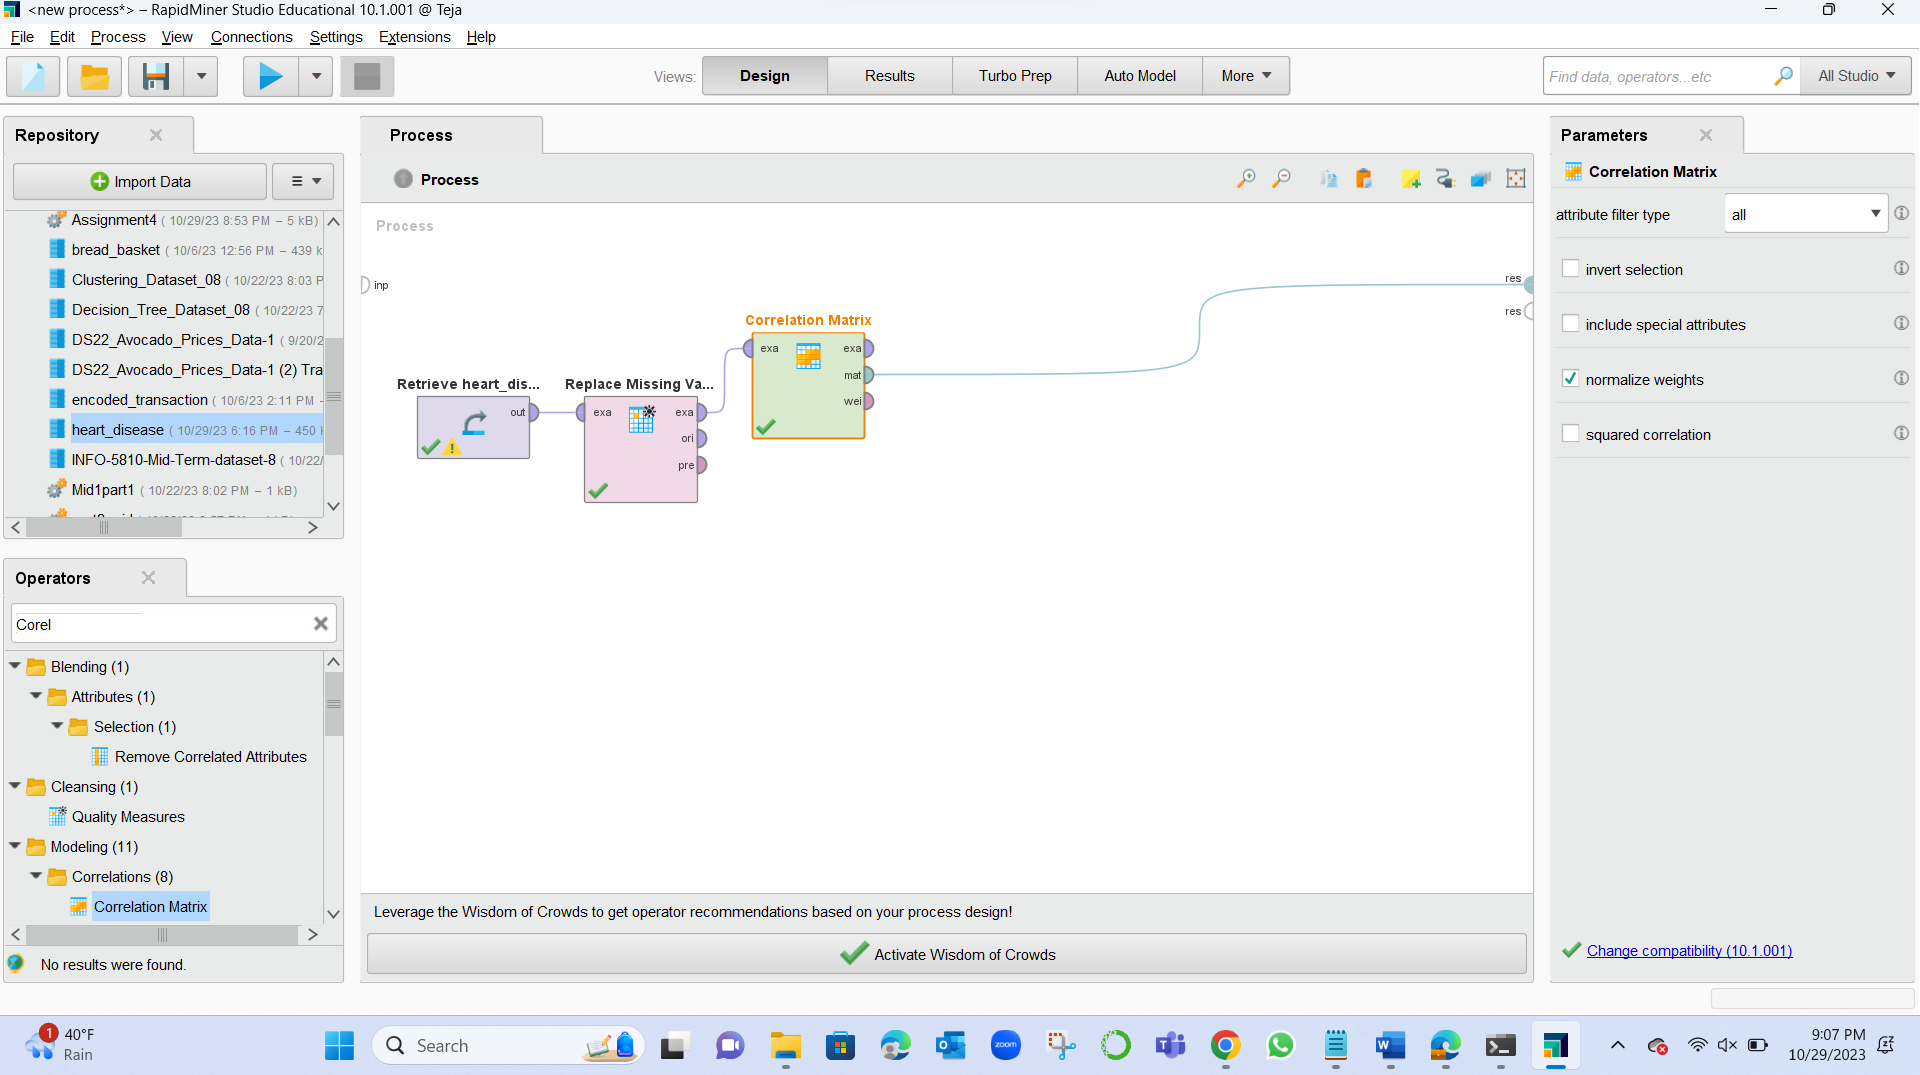 <new process*> – RapidMiner Studio Educational 10.1.001 @ Teja
File Edit Process View Connections Settings Extensions Help
Views: Design Results Turbo Prep Auto Model More
Find data, operators...etc All Studio
Repository
Import Data
Assignment4 ( 10/29/23 8:53 PM – 5 kB)
bread_basket ( 10/6/23 12:56 PM – 439 k
Clustering_Dataset_08 ( 10/22/23 8:03 P
Decision_Tree_Dataset_08 ( 10/22/23 7
DS22_Avocado_Prices_Data-1 ( 9/20/2
DS22_Avocado_Prices_Data-1 (2) Tra
encoded_transaction ( 10/6/23 2:11 PM -
heart_disease ( 10/29/23 6:16 PM – 450 k
INFO-5810-Mid-Term-dataset-8 ( 10/22/
Mid1part1 ( 10/22/23 8:02 PM – 1 kB)
Operators
Corel
Blending (1)
Attributes (1)
Selection (1)
Remove Correlated Attributes
Cleansing (1)
Quality Measures
Modeling (11)
Correlations (8)
Correlation Matrix
No results were found.
Process
Process
Process
inp
res
res
Retrieve heart_dis...
out
Replace Missing Va...
exa exa
ori
pre
Correlation Matrix
exa exa
mat
wei
Leverage the Wisdom of Crowds to get operator recommendations based on your process design!
Activate Wisdom of Crowds
Parameters
Correlation Matrix
attribute filter type all
invert selection
include special attributes
normalize weights
squared correlation
Change compatibility (10.1.001)
1
40°F
Rain
Search
zoom
9:07 PM
10/29/2023